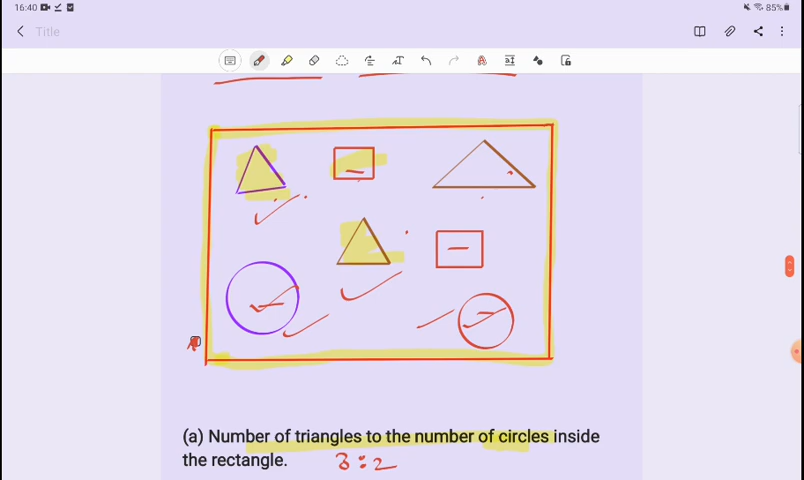 16:40
85%
Title
(a) Number of triangles to the number of circles inside
the rectangle.
3:2